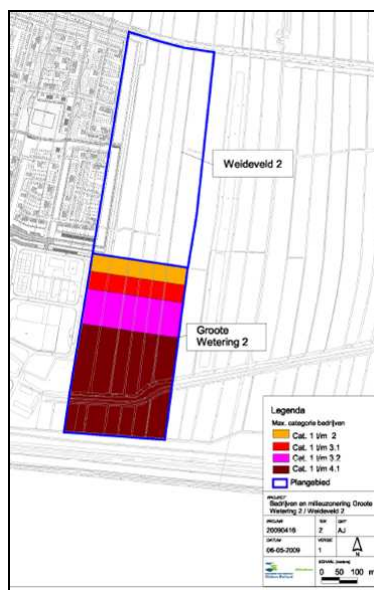 Weideveld 2
Groote
Wetering 2
Legenda
Max. categorie bedrijven
Cat. 1 t/m 2
Cat. 1 t/m 3.1
Cat. 1 t/m 3.2
Cat. 1 t/m 4.1
Plangebied
PROJECT
Bedrijven en milieuzonering Groote
Wetering 2 / Weideveld 2
20090416 2 AJ
DATUM VERSIE
06-05-2009 1
N
0 50 100 m